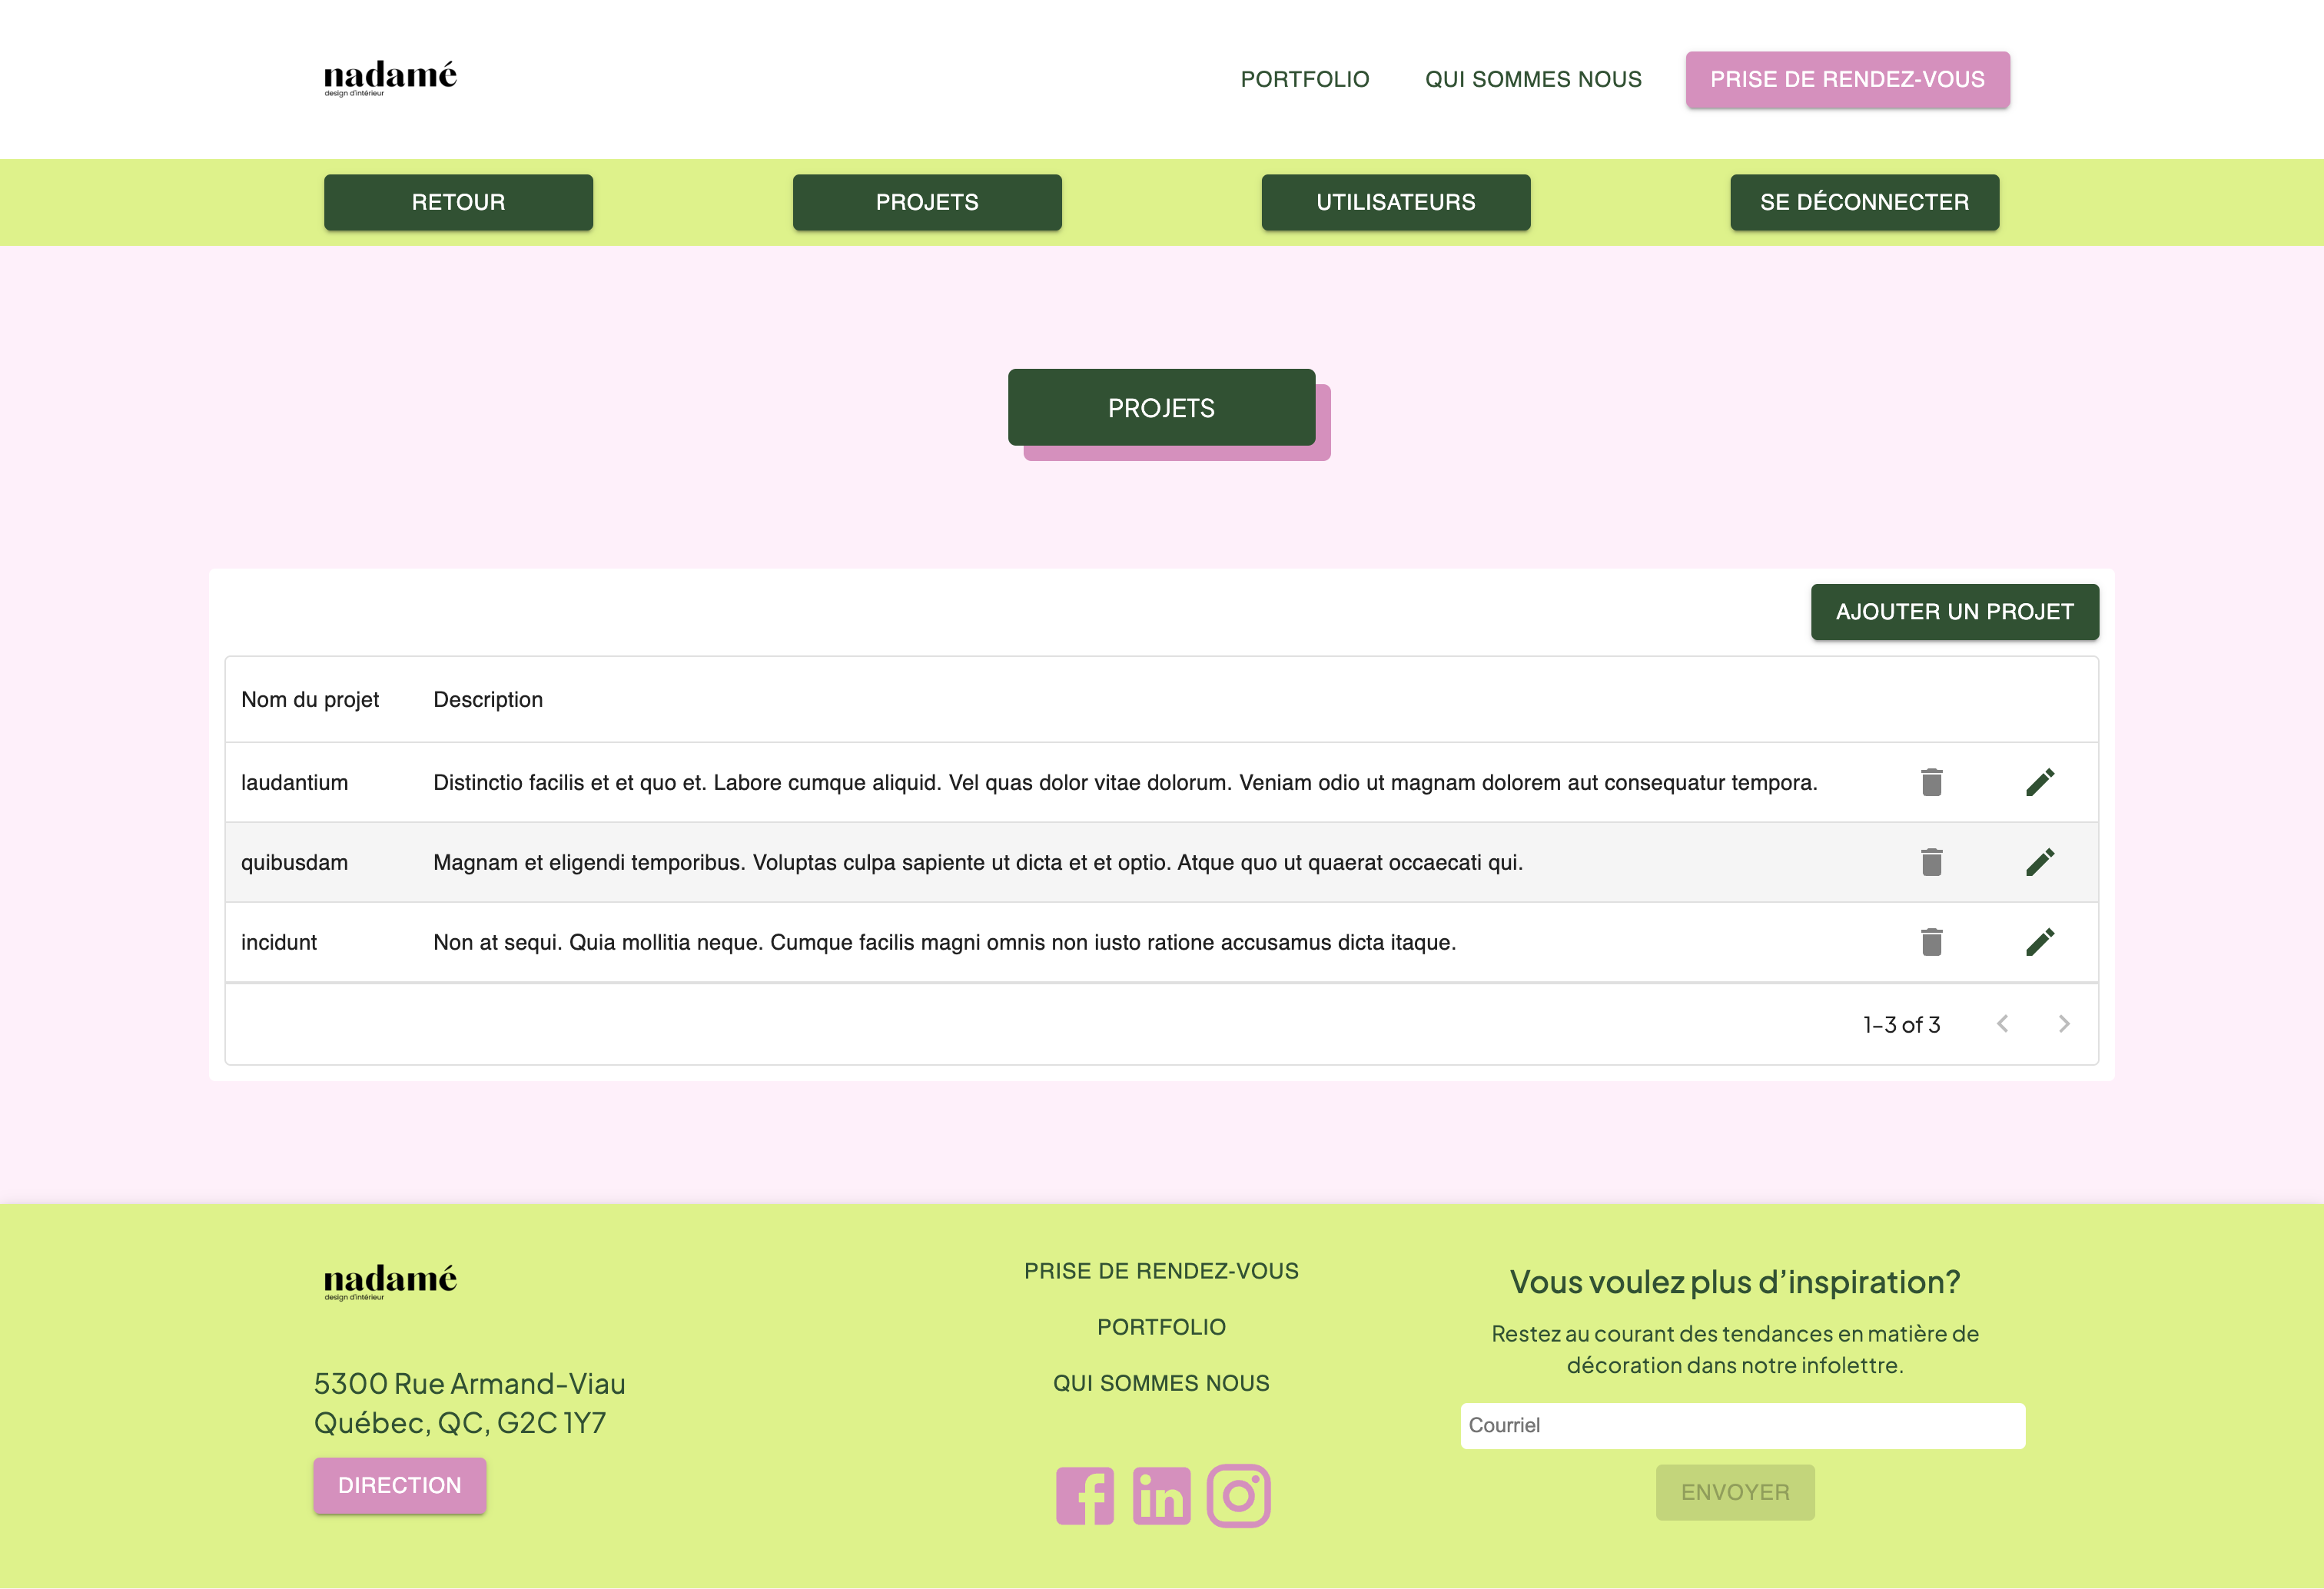 nadamé
design d'intérieur
PORTFOLIO QUI SOMMES NOUS PRISE DE RENDEZ-VOUS
RETOUR PROJETS UTILISATEURS SE DÉCONNECTER
PROJETS
AJOUTER UN PROJET
Nom du projet Description
laudantium Distinctio facilis et et quo et. Labore cumque aliquid. Vel quas dolor vitae dolorum. Veniam odio ut magnam dolorem aut consequatur tempora.
quibusdam Magnam et eligendi temporibus. Voluptas culpa sapiente ut dicta et et optio. Atque quo ut quaerat occaecati qui.
incidunt Non at sequi. Quia mollitia neque. Cumque facilis magni omnis non iusto ratione accusamus dicta itaque.
1–3 of 3
nadamé
design d'intérieur
5300 Rue Armand-Viau
Québec, QC, G2C 1Y7
DIRECTION
PRISE DE RENDEZ-VOUS
PORTFOLIO
QUI SOMMES NOUS
Vous voulez plus d’inspiration?
Restez au courant des tendances en matière de
décoration dans notre infolettre.
Courriel
ENVOYER